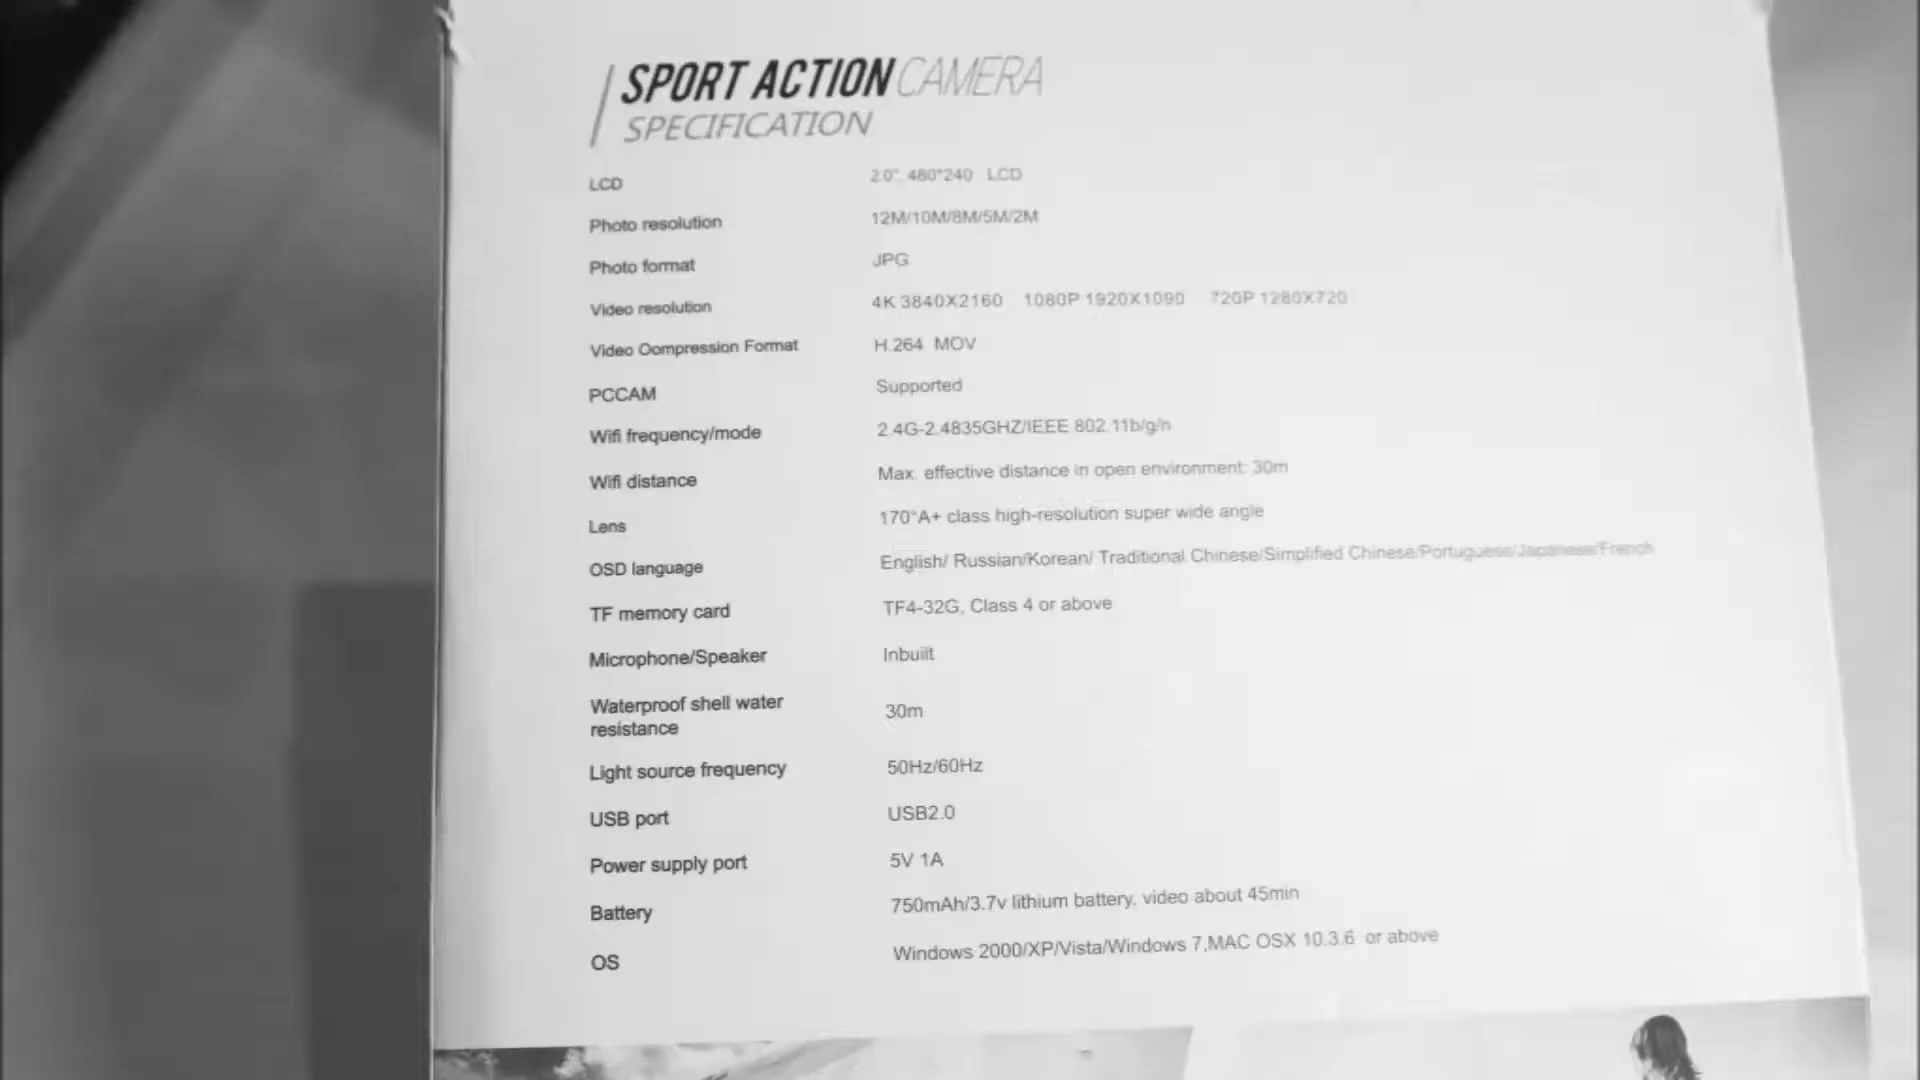 SPORT ACTION CAMERA
SPECIFICATION
LCD 2.0", 480*240 LCD
Photo resolution 12M/10M/8M/5M/2M
Photo format JPG
Video resolution 4K 3840X2160 1080P 1920X1090 720P 1280X720
Video Oompression Format H.264 MOV
PCCAM Supported
Wifi frequency/mode 2.4G-2.4835GHZ/IEEE 802.11b/g/n
Wifi distance Max. effective distance in open environment: 30m
Lens 170°A+ class high-resolution super wide angle
OSD language English/ Russian/Korean/ Traditional Chinese/Simplified Chinese/Portuguese/Japanese/French
TF memory card TF4-32G, Class 4 or above
Microphone/Speaker Inbuilt
Waterproof shell water
resistance 30m
Light source frequency 50Hz/60Hz
USB port USB2.0
Power supply port 5V 1A
Battery 750mAh/3.7v lithium battery, video about 45min
OS Windows 2000/XP/Vista/Windows 7,MAC OSX 10.3.6 or above